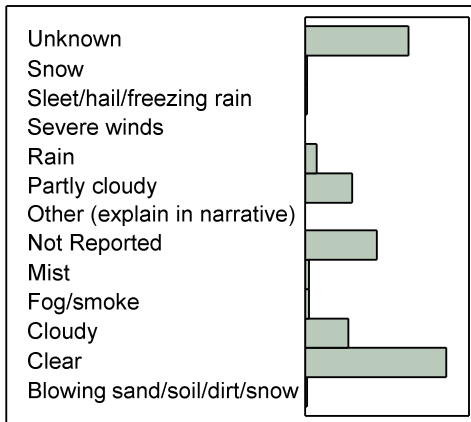 Unknown
Snow
Sleet/hail/freezing rain
Severe winds
Rain
Partly cloudy
Other (explain in narrative)
Not Reported
Mist
Fog/smoke
Cloudy
Clear
Blowing sand/soil/dirt/snow